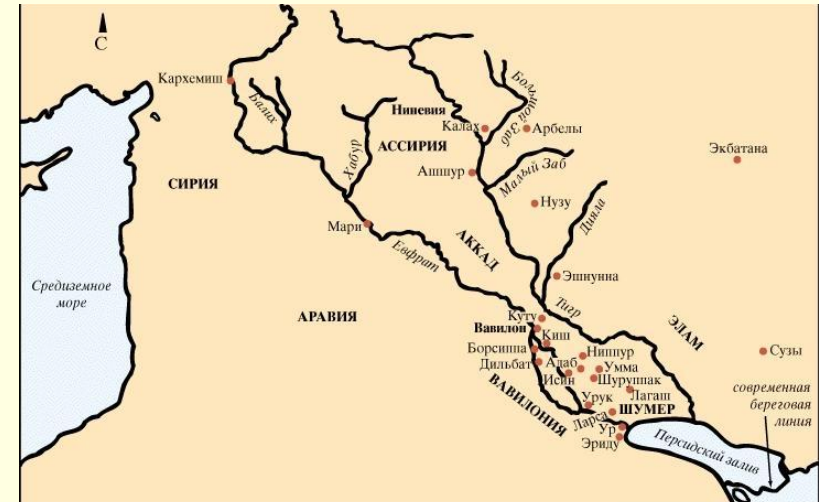 С
Кархемиш
Балих
Большой Заб
Ниневия
Калах
Арбелы
АССИРИЯ
Хабур
Экбатана
Малый Заб
Ашшур
СИРИЯ
Нузу
Дияла
Мари
АККАД
Евфрат
Эшнунна
Средиземное
море
Тигр
АРАВИЯ
Куту
ЭЛАМ
Вавилон
Киш
Борсиппа
Ниппур
Сузы
Дильбат
Адаб
Умма
Исин
Шуруппак
современная
береговая
линия
ВАВИЛОНИЯ
Лагаш
Урук
ШУМЕР
Ларса
Ур
Эриду
Персидский залив